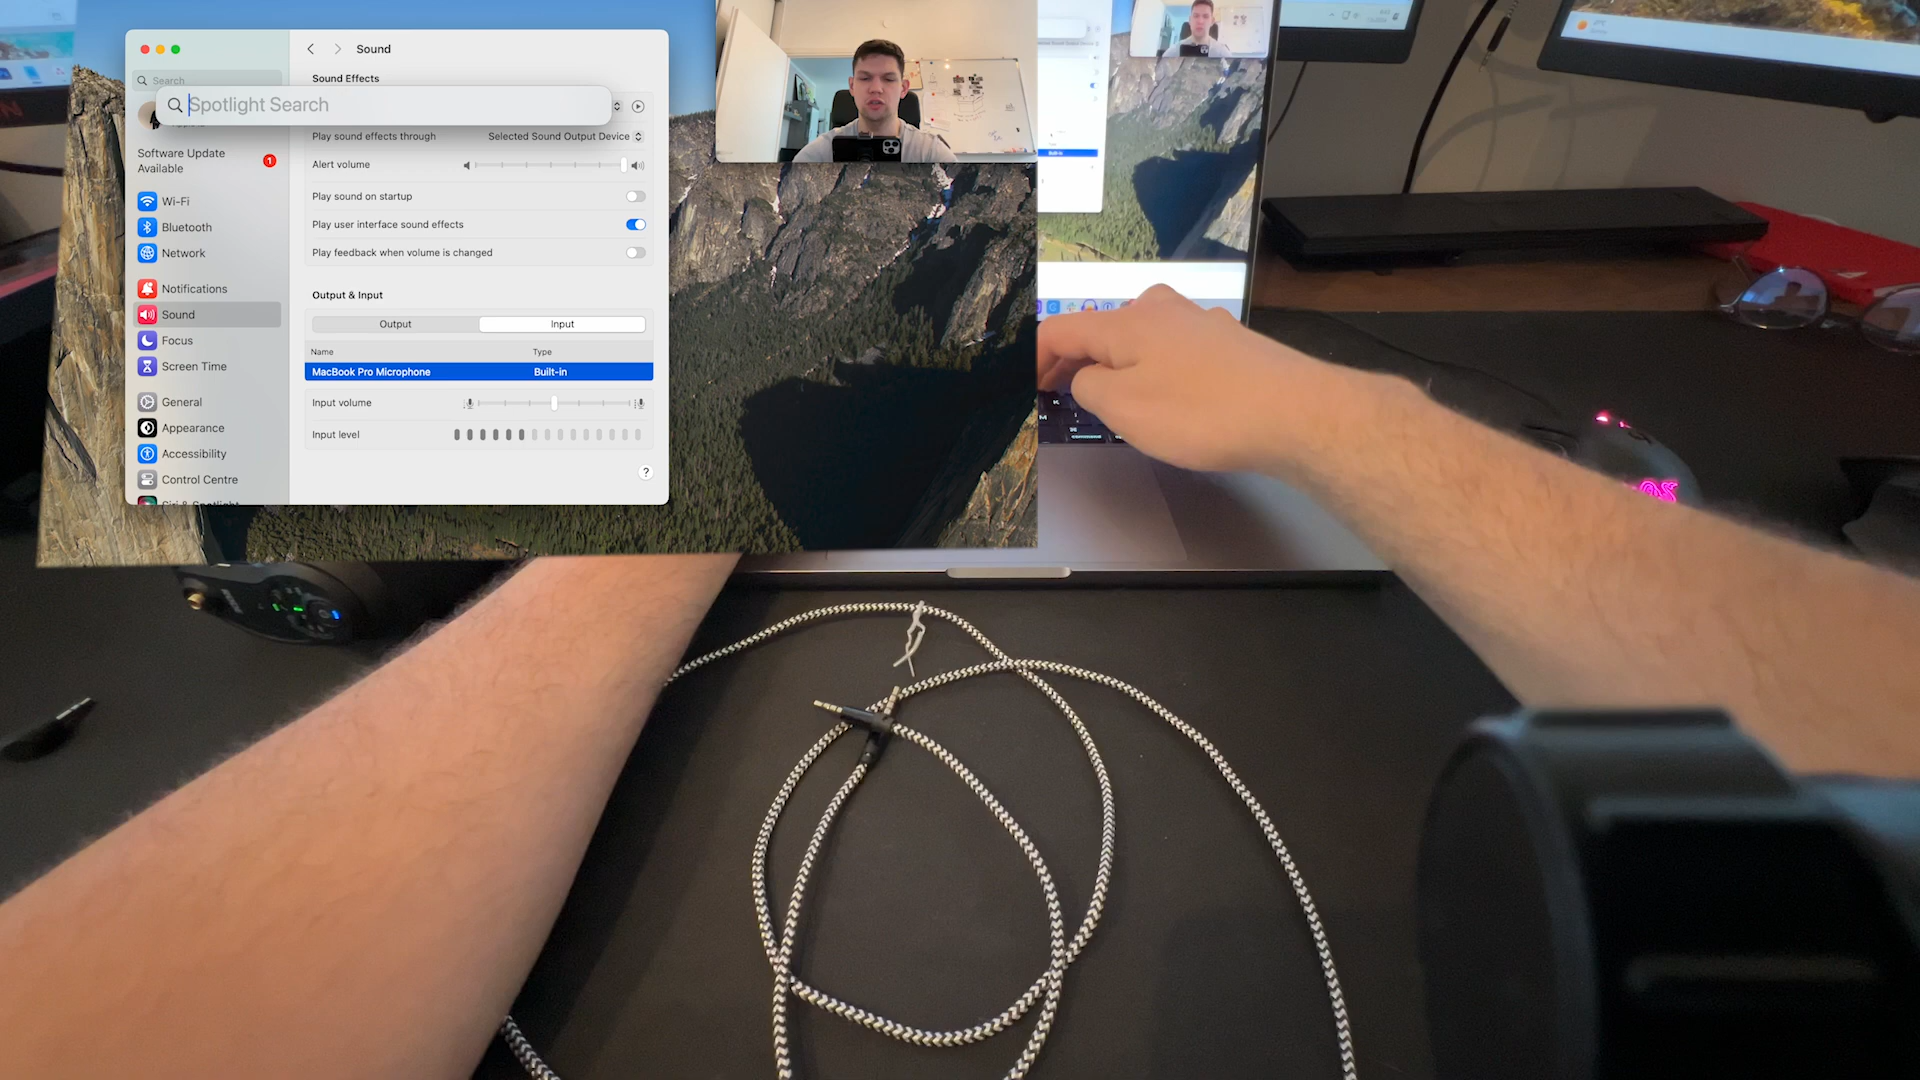 Sound
Search
Sound Effects
Spotlight Search
Play sound effects through
Selected Sound Output Device
Software Update
Available
1
Alert volume
Play sound on startup
Wi-Fi
Play user interface sound effects
Bluetooth
Play feedback when volume is changed
Network
Notifications
Output & Input
Sound
Output
Input
Focus
Name
Type
Screen Time
MacBook Pro Microphone
Built-in
General
Input volume
Appearance
Input level
Accessibility
Control Centre
?
Siri & Spotlight